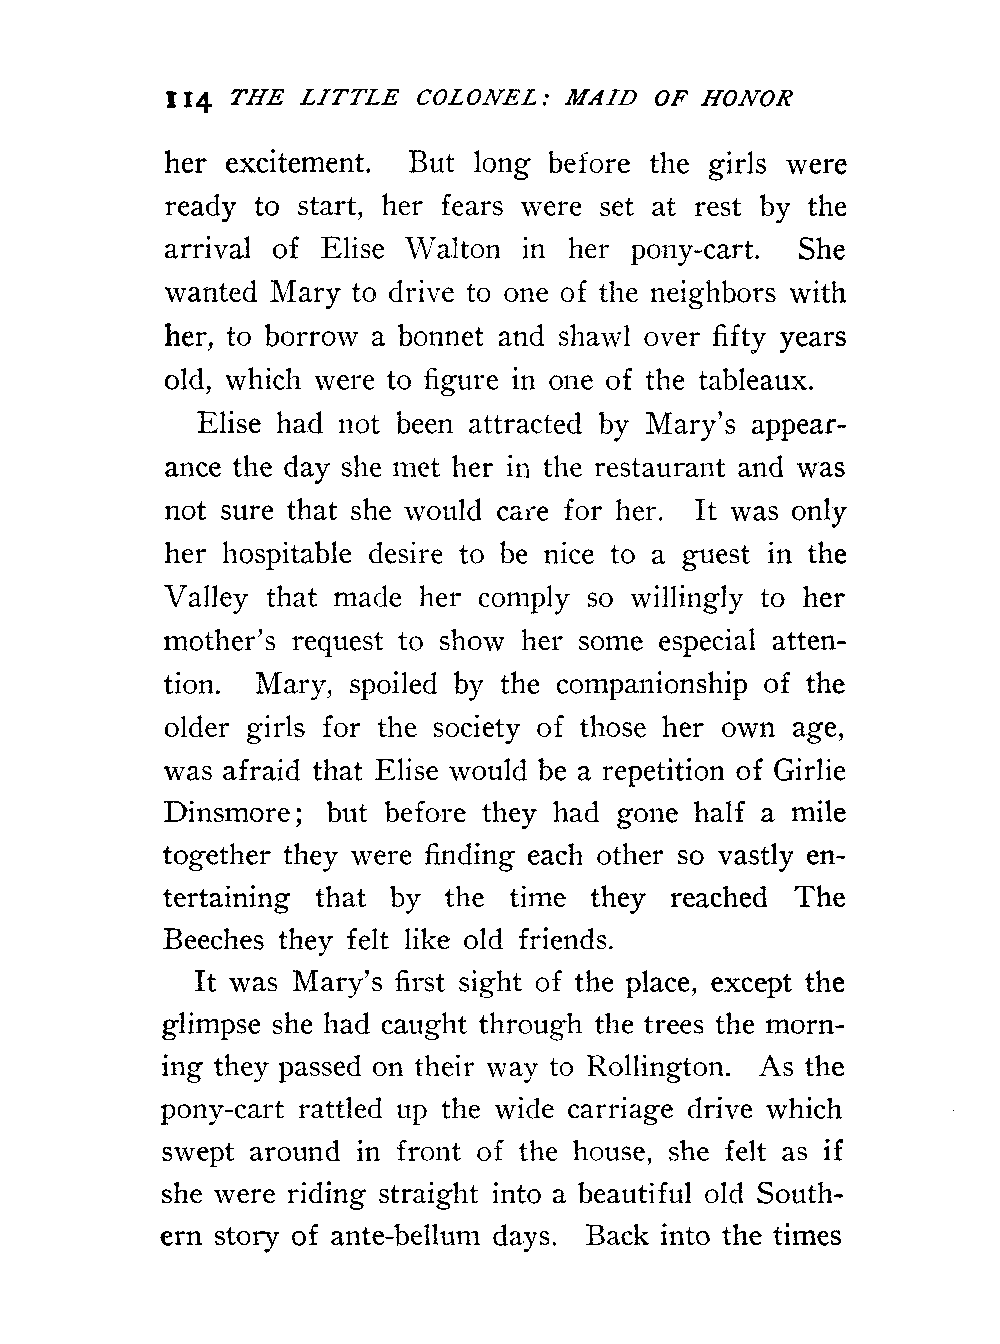 114 THE LITTLE COLONEL: MAID OF HONOR
her excitement. But long before the girls were
ready to start, her fears were set at rest by the
arrival of Elise Walton in her pony-cart. She
wanted Mary to drive to one of the neighbors with
her, to borrow a bonnet and shawl over fifty years
old, which were to figure in one of the tableaux.
Elise had not been attracted by Mary's appear-
ance the day she met her in the restaurant and was
not sure that she would care for her. It was only
her hospitable desire to be nice to a guest in the
Valley that made her comply so willingly to her
mother's request to show her some especial atten-
tion. Mary, spoiled by the companionship of the
older girls for the society of those her own age,
was afraid that Elise would be a repetition of Girlie
Dinsmore; but before they had gone half a mile
together they were finding each other so vastly en-
tertaining that by the time they reached The
Beeches they felt like old friends.
It was Mary's first sight of the place, except the
glimpse she had caught through the trees the morn-
ing they passed on their way to Rollington. As the
pony-cart rattled up the wide carriage drive which
swept around in front of the house, she felt as if
she were riding straight into a beautiful old South-
ern story of ante-bellum days. Back into the times